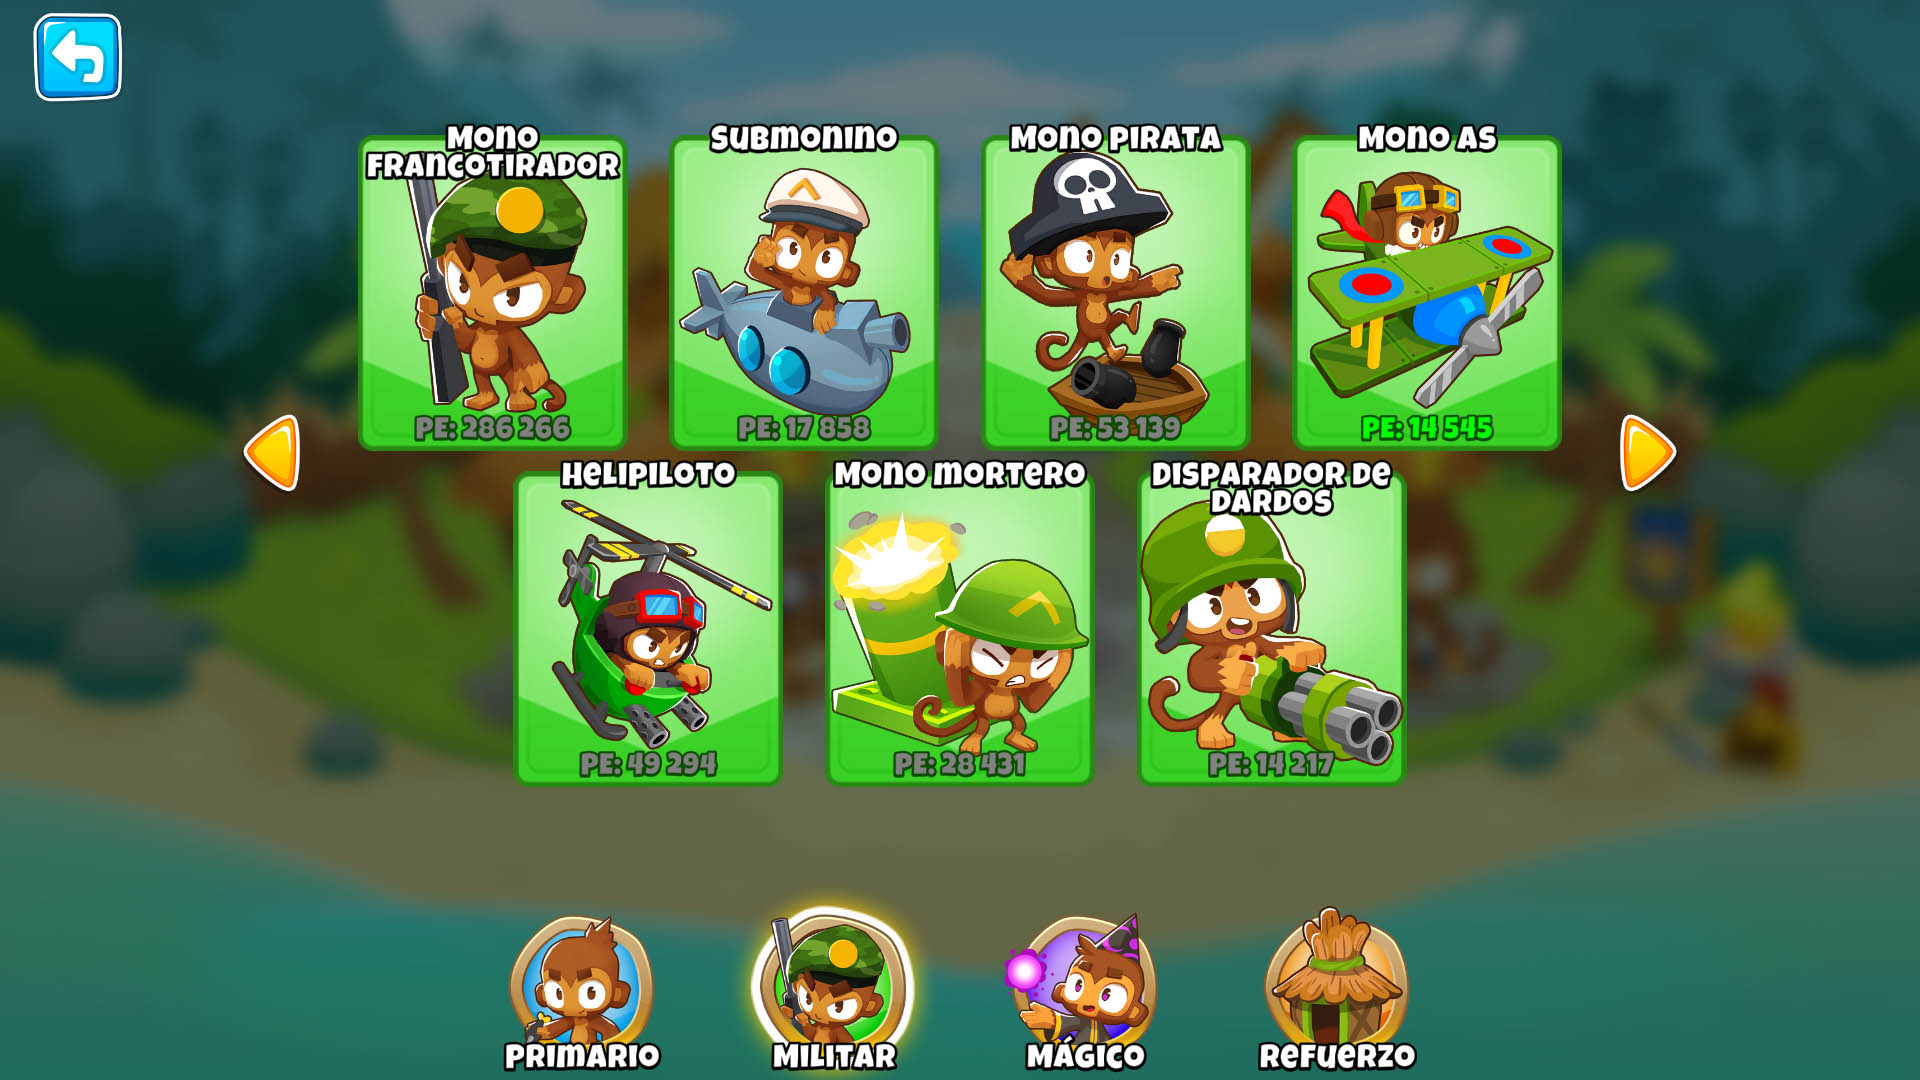 MONO
FRANCOTIRADOR
SUBMONINO
MONO PIRATA
MONO AS
PE: 286 266
PE: 17 858
PE: 53 139
PE: 14 545
HELIPILOTO
MONO MORTERO
DISPARADOR DE
DARDOS
PE: 49 294
PE: 28 431
PE: 14 217
PRIMARIO
MILITAR
MÁGICO
REFUERZO